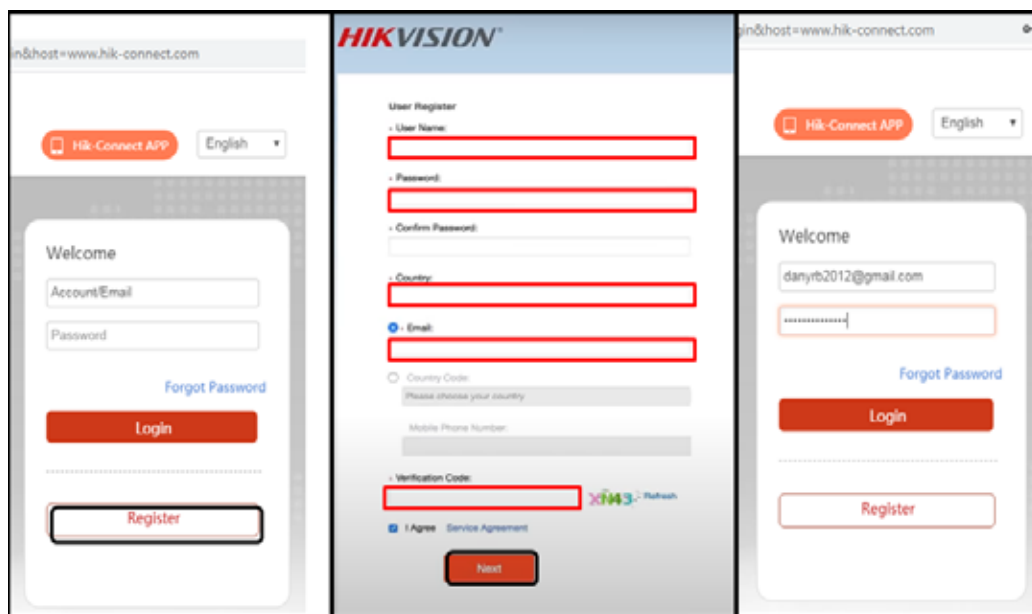 in&host=www.hik-connect.com
Hik-Connect APP
English
Welcome
Account/Email
Password
Forgot Password
Login
Register
HIKVISION®
User Register
• User Name:
• Password:
• Confirm Password:
• Country:
• Email:
Country Code:
Please choose your country
Mobile Phone Number:
• Verification Code:
XN43 Refresh
I Agree Service Agreement
Next
gin&host=www.hik-connect.com
Hik-Connect APP
English
Welcome
danyrb2012@gmail.com
Forgot Password
Login
Register